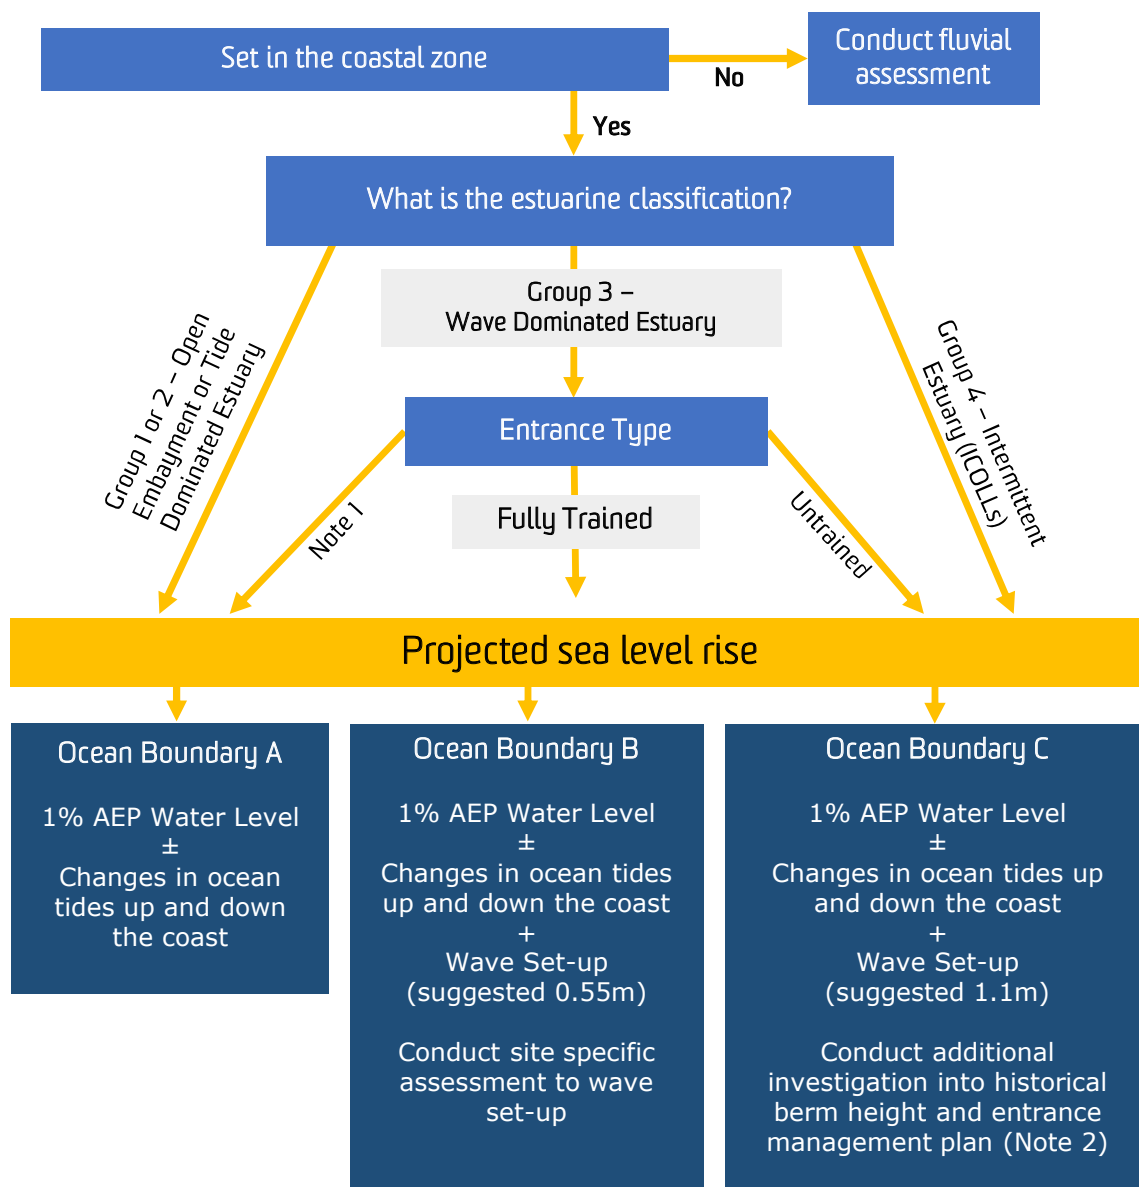 Set in the coastal zone
Conduct fluvial
assessment
No
Yes
What is the estuarine classification?
Group 3 –
Wave Dominated Estuary
Group 1 or 2 – Open
Embayment or Tide
Dominated Estuary
Group 4 – Intermittent
Estuary (ICOLLs)
Entrance Type
Note 1
Fully Trained
Untrained
Projected sea level rise
Ocean Boundary A
1% AEP Water Level
±
Changes in ocean
tides up and down
the coast
Ocean Boundary B
1% AEP Water Level
±
Changes in ocean tides
up and down the coast
+
Wave Set-up
(suggested 0.55m)
Conduct site specific
assessment to wave
set-up
Ocean Boundary C
1% AEP Water Level
±
Changes in ocean tides up
and down the coast
+
Wave Set-up
(suggested 1.1m)
Conduct additional
investigation into historical
berm height and entrance
management plan (Note 2)